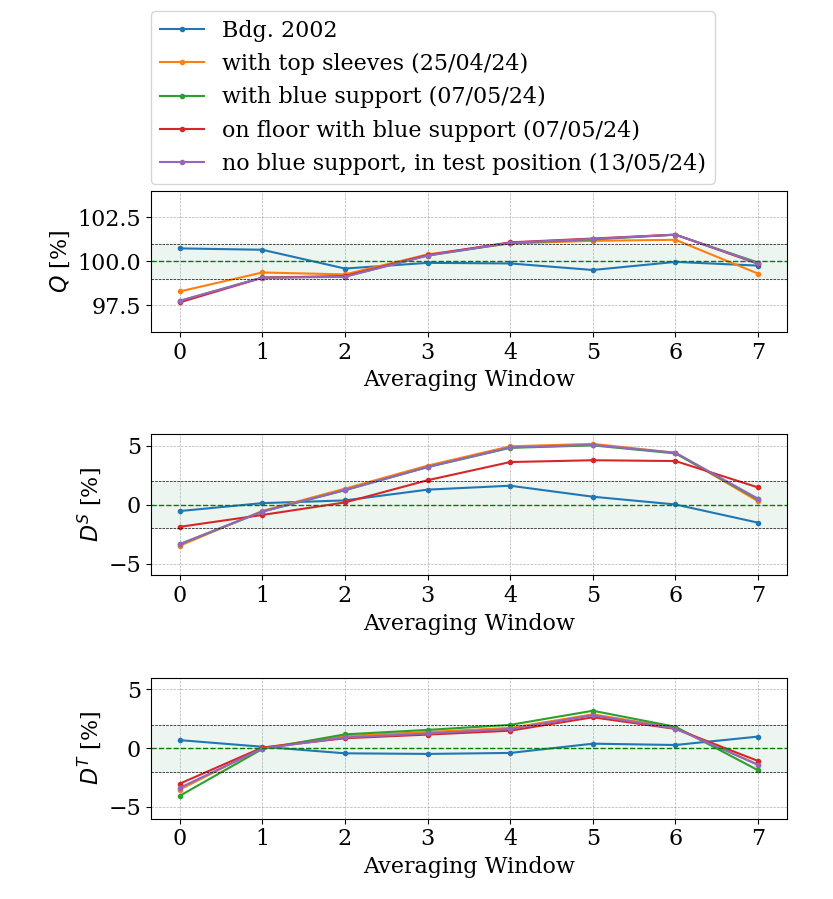 Bdg. 2002
with top sleeves (25/04/24)
with blue support (07/05/24)
on floor with blue support (07/05/24)
no blue support, in test position (13/05/24)
Q [%]
102.5
100.0
97.5
0 1 2 3 4 5 6 7
Averaging Window
D^S [%]
5
0
−5
0 1 2 3 4 5 6 7
Averaging Window
D^T [%]
5
0
−5
0 1 2 3 4 5 6 7
Averaging Window